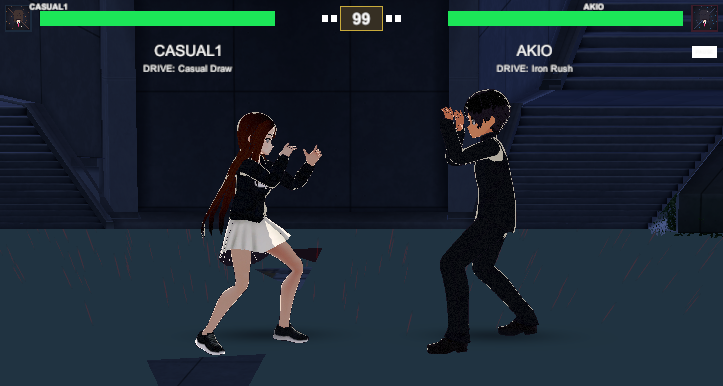 CASUAL1
99
AKIO
CASUAL1
AKIO
DRIVE: Casual Draw
DRIVE: Iron Rush